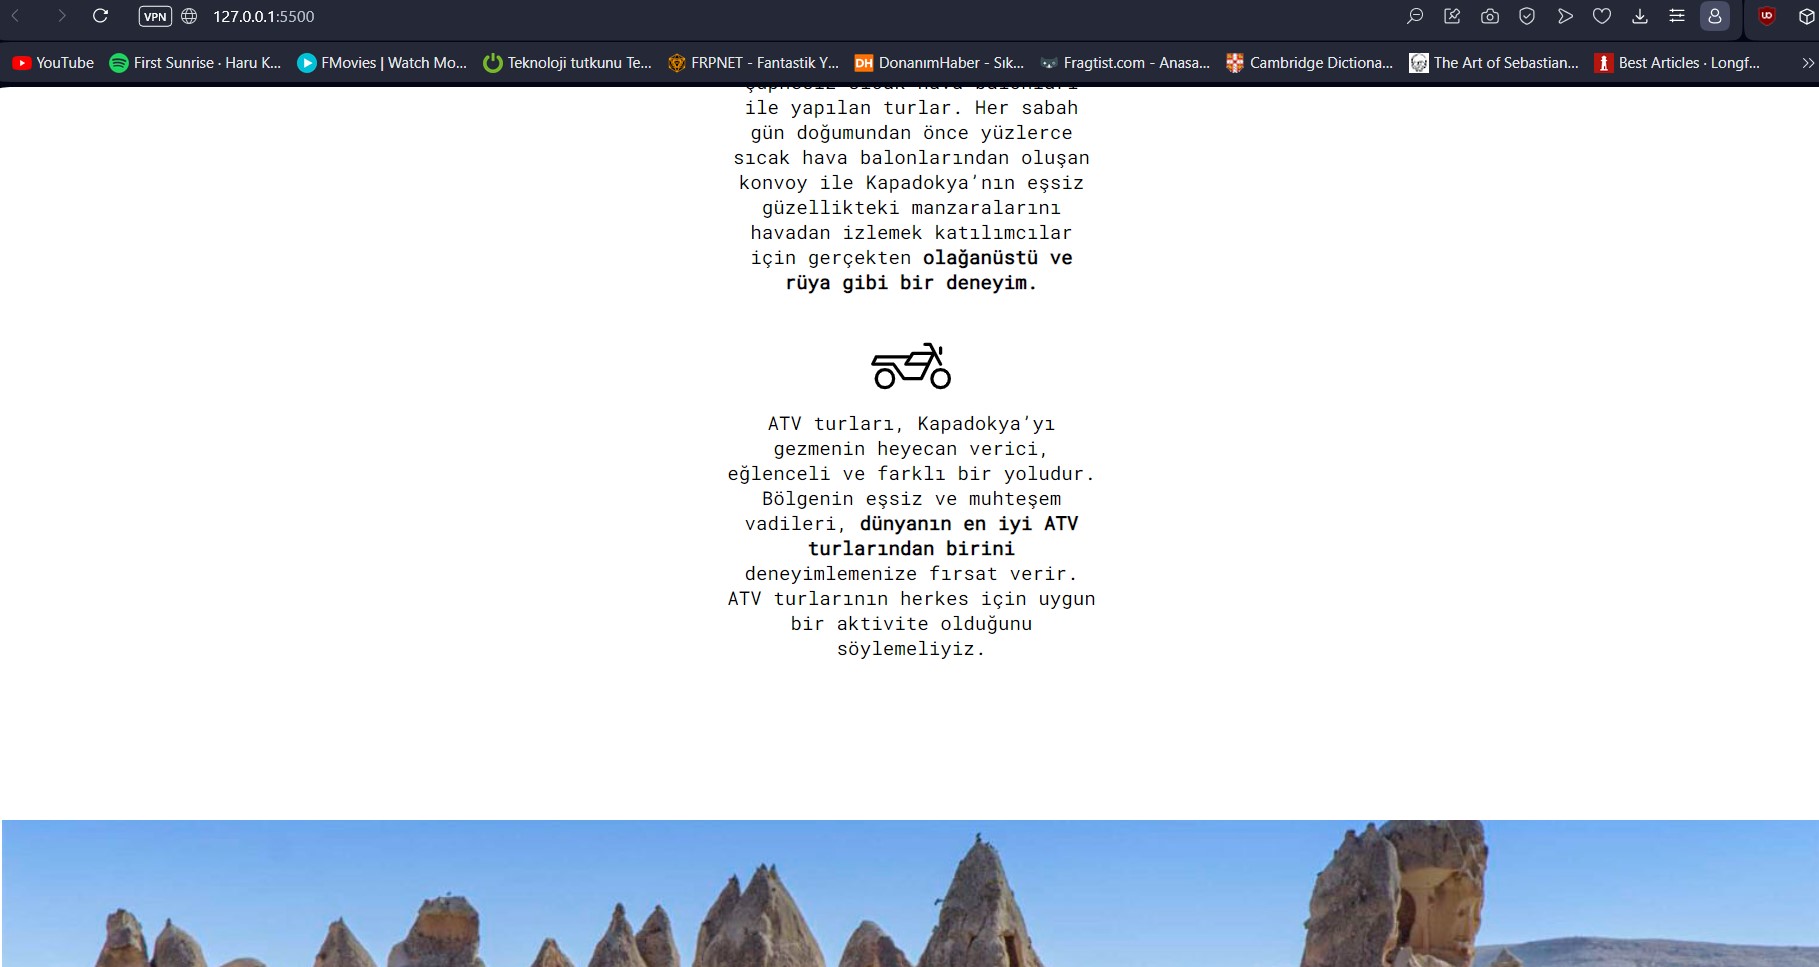 VPN
127.0.0.1:5500
YouTube
First Sunrise · Haru K...
FMovies | Watch Mo...
Teknoloji tutkunu Te...
FRPNET - Fantastik Y...
DH DonanımHaber - Sık...
Fragtist.com - Anasa...
Cambridge Dictiona...
The Art of Sebastian...
Best Articles · Longf...
ile yapılan turlar. Her sabah
gün doğumundan önce yüzlerce
sıcak hava balonlarından oluşan
konvoy ile Kapadokya’nın eşsiz
güzellikteki manzaralarını
havadan izlemek katılımcılar
için gerçekten olağanüstü ve
rüya gibi bir deneyim.
ATV turları, Kapadokya’yı
gezmenin heyecan verici,
eğlenceli ve farklı bir yoludur.
Bölgenin eşsiz ve muhteşem
vadileri, dünyanın en iyi ATV
turlarından birini
deneyimlemenize fırsat verir.
ATV turlarının herkes için uygun
bir aktivite olduğunu
söylemeliyiz.